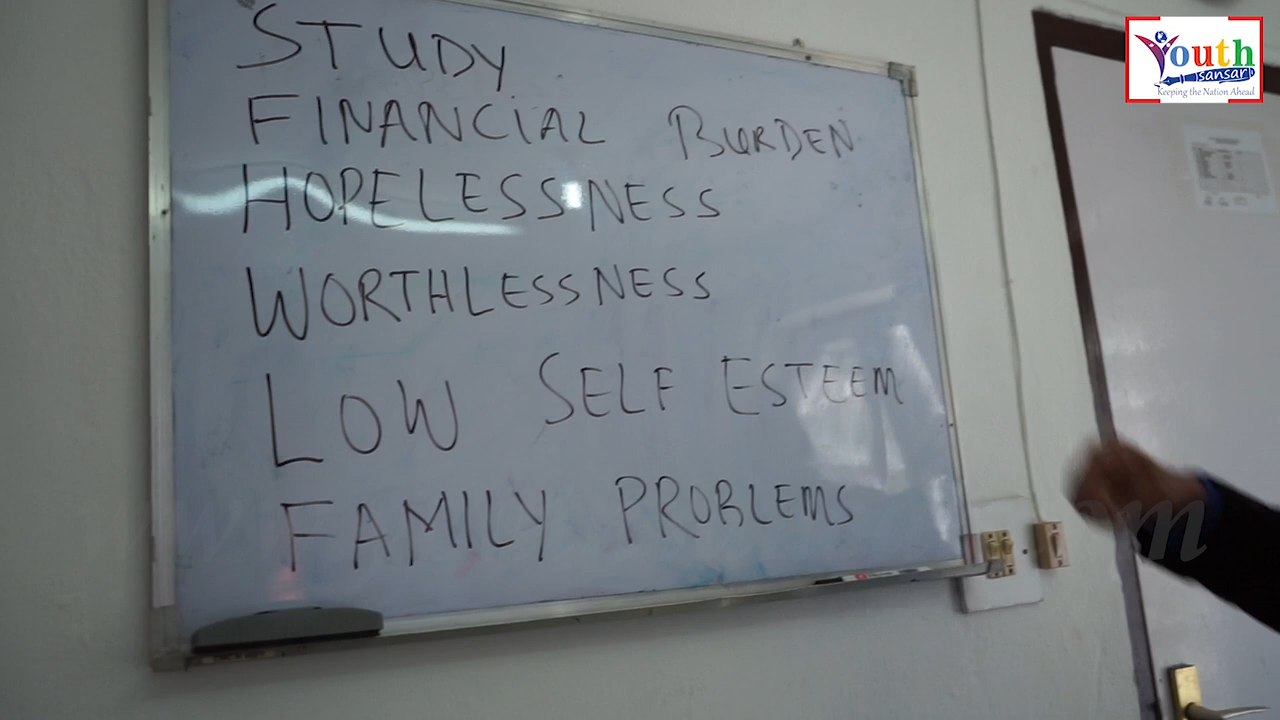 STUDY
FINANCIAL BURDEN
HOPELESSNESS
WORTHLESSNESS
LOW SELF ESTEEM
FAMILY PROBLEMS
Youth
sansar
Keeping the Nation Ahead